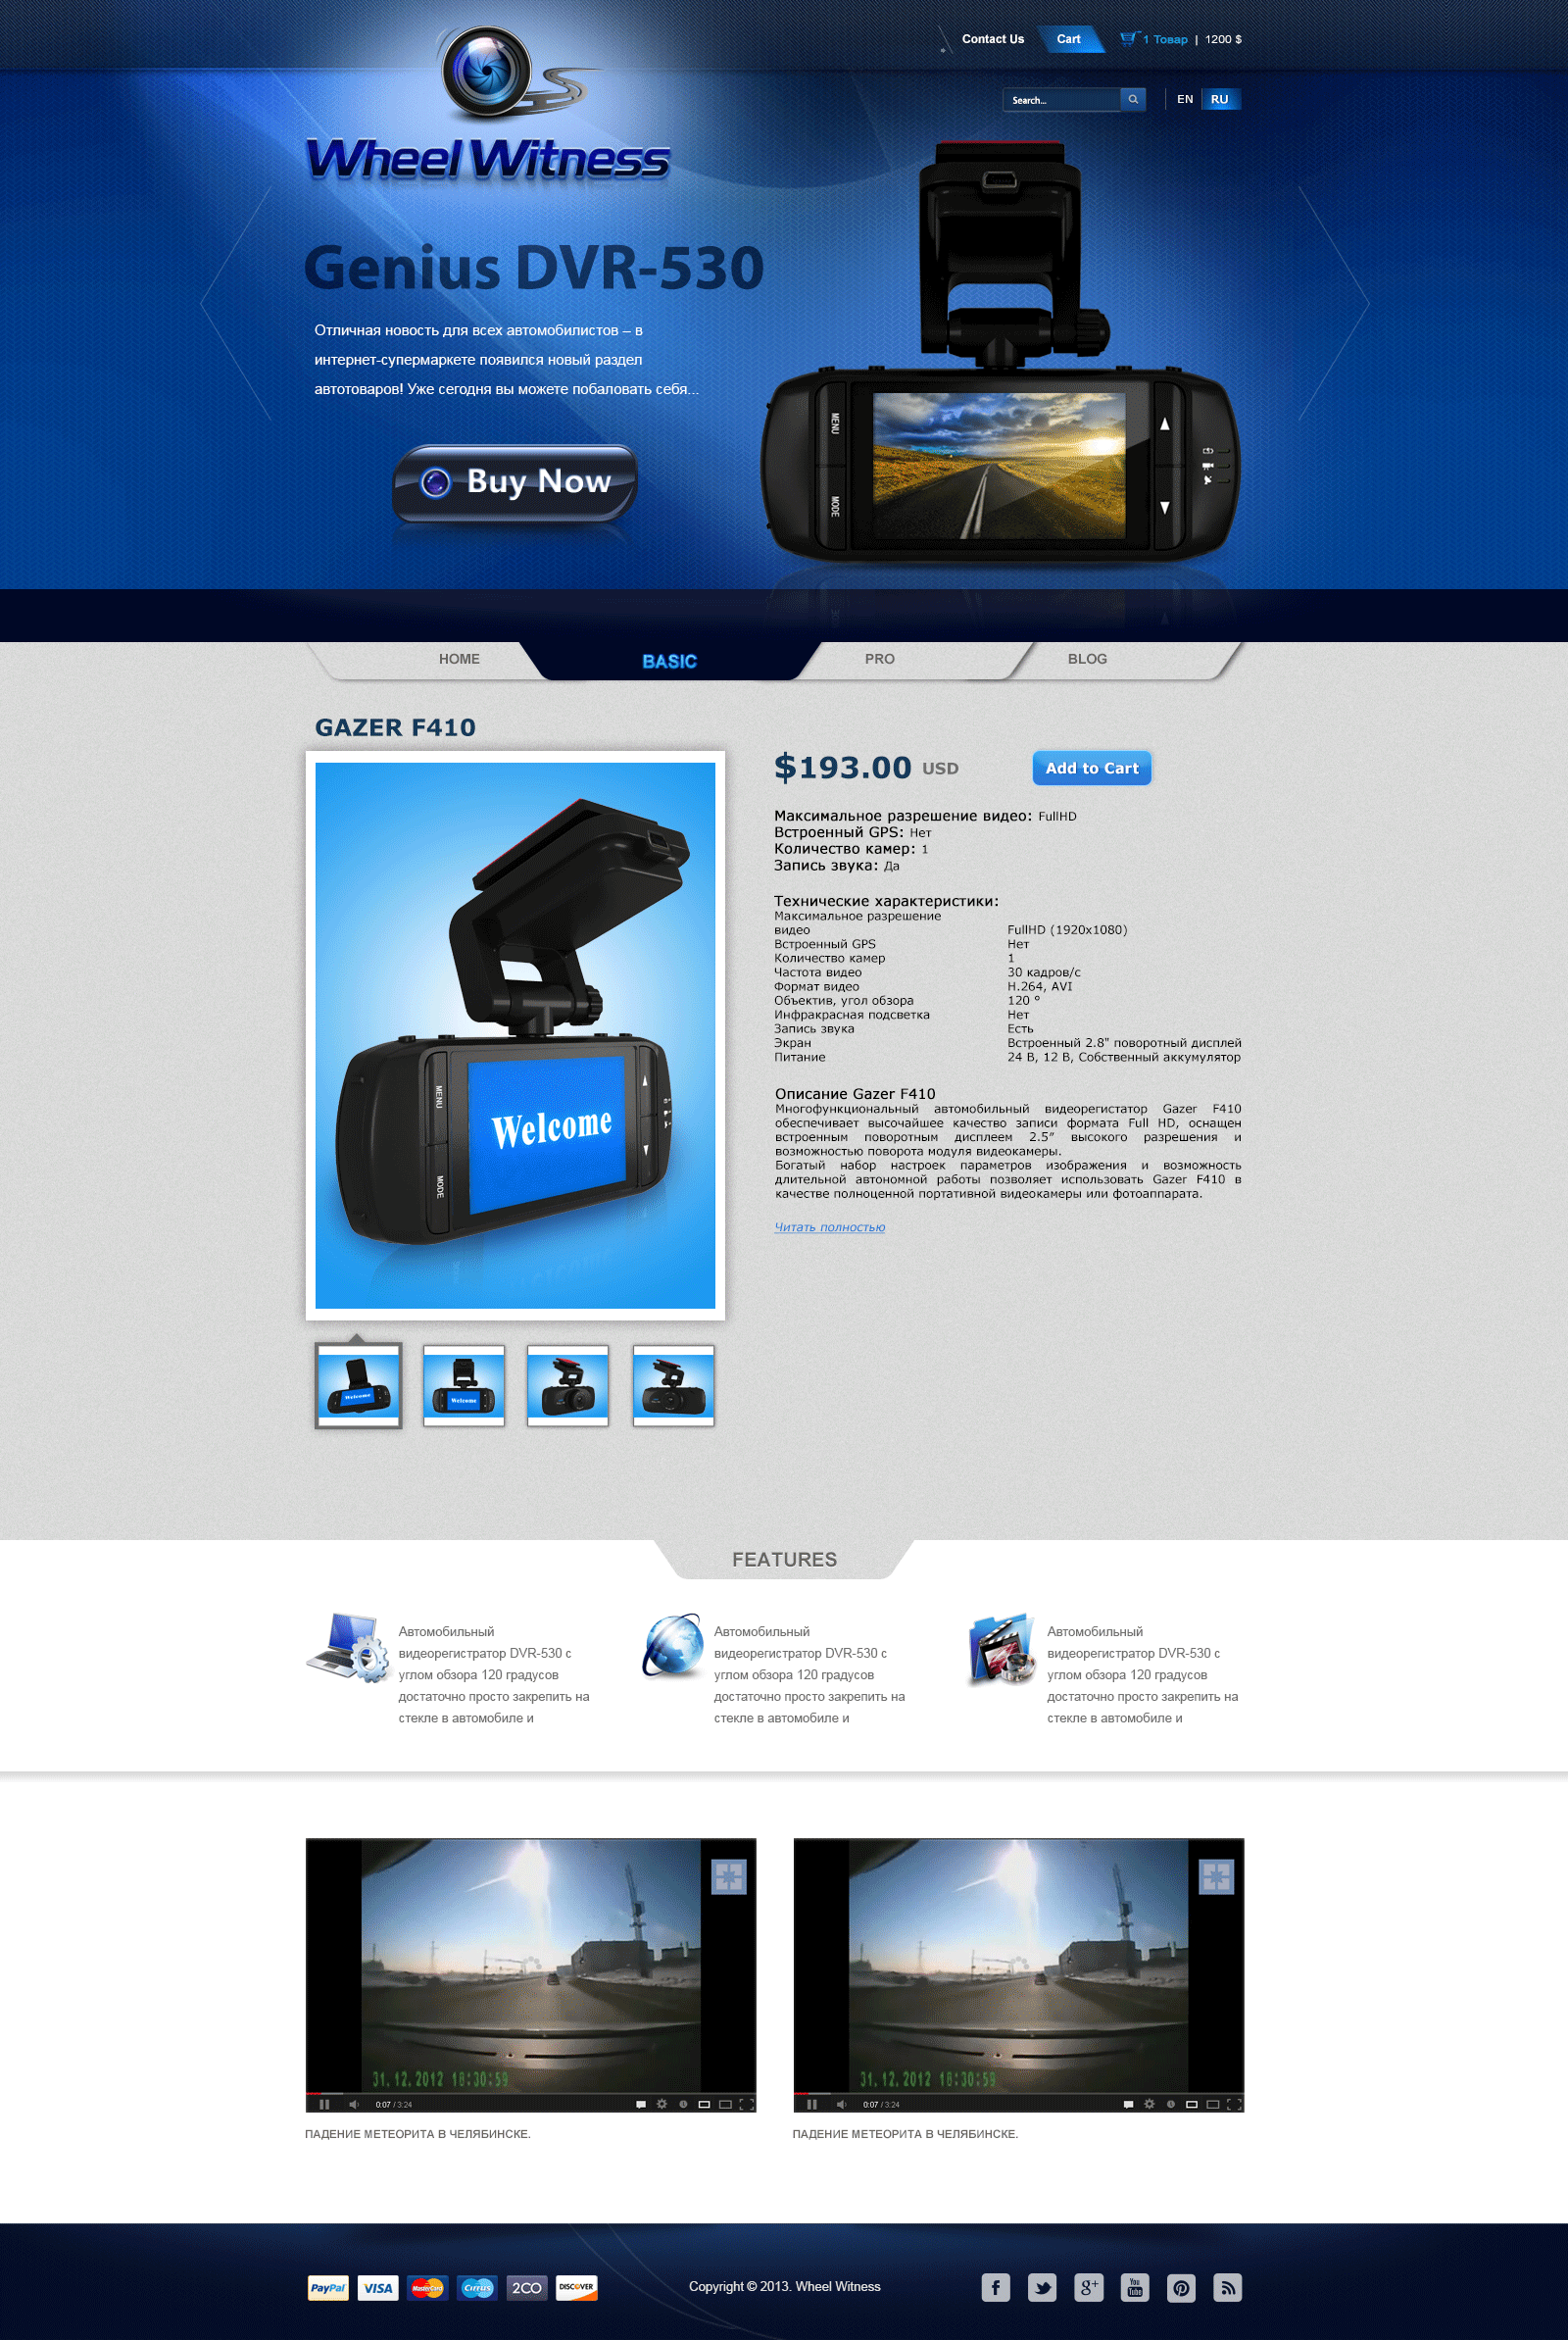 Contact Us
Cart
1 Товар | 1200 $
Search...
EN
RU
Wheel Witness
Genius DVR-530
Отличная новость для всех автомобилистов – в
интернет-супермаркете появился новый раздел
автотоваров! Уже сегодня вы можете побаловать себя...
Buy Now
MENU
MODE
HOME
BASIC
PRO
BLOG
GAZER F410
$193.00 USD
Add to Cart
Максимальное разрешение видео: FullHD
Встроенный GPS: Нет
Количество камер: 1
Запись звука: Да
Технические характеристики:
Максимальное разрешение
видео FullHD (1920x1080)
Встроенный GPS Нет
Количество камер 1
Частота видео 30 кадров/с
Формат видео H.264, AVI
Объектив, угол обзора 120 °
Инфракрасная подсветка Нет
Запись звука Есть
Экран Встроенный 2.8" поворотный дисплей
Питание 24 В, 12 В, Собственный аккумулятор
Описание Gazer F410
Многофункциональный автомобильный видеорегистатор Gazer F410
обеспечивает высочайшее качество записи формата Full HD, оснащен
встроенным поворотным дисплеем 2.5" высокого разрешения и
возможностью поворота модуля видеокамеры.
Богатый набор настроек параметров изображения и возможность
длительной автономной работы позволяет использовать Gazer F410 в
качестве полноценной портативной видеокамеры или фотоаппарата.
Читать полностью
MENU
MODE
Welcome
Welcome
Welcome
FEATURES
Автомобильный
видеорегистратор DVR-530 с
углом обзора 120 градусов
достаточно просто закрепить на
стекле в автомобиле и
Автомобильный
видеорегистратор DVR-530 с
углом обзора 120 градусов
достаточно просто закрепить на
стекле в автомобиле и
Автомобильный
видеорегистратор DVR-530 с
углом обзора 120 градусов
достаточно просто закрепить на
стекле в автомобиле и
31.12.2012 18:30:59
0:07 / 3:24
31.12.2012 18:30:59
0:07 / 3:24
ПАДЕНИЕ МЕТЕОРИТА В ЧЕЛЯБИНСКЕ.
ПАДЕНИЕ МЕТЕОРИТА В ЧЕЛЯБИНСКЕ.
PayPal
VISA
MasterCard
Cirrus
2CO
DISCOVER
Copyright © 2013. Wheel Witness
f
g+
You
Tube